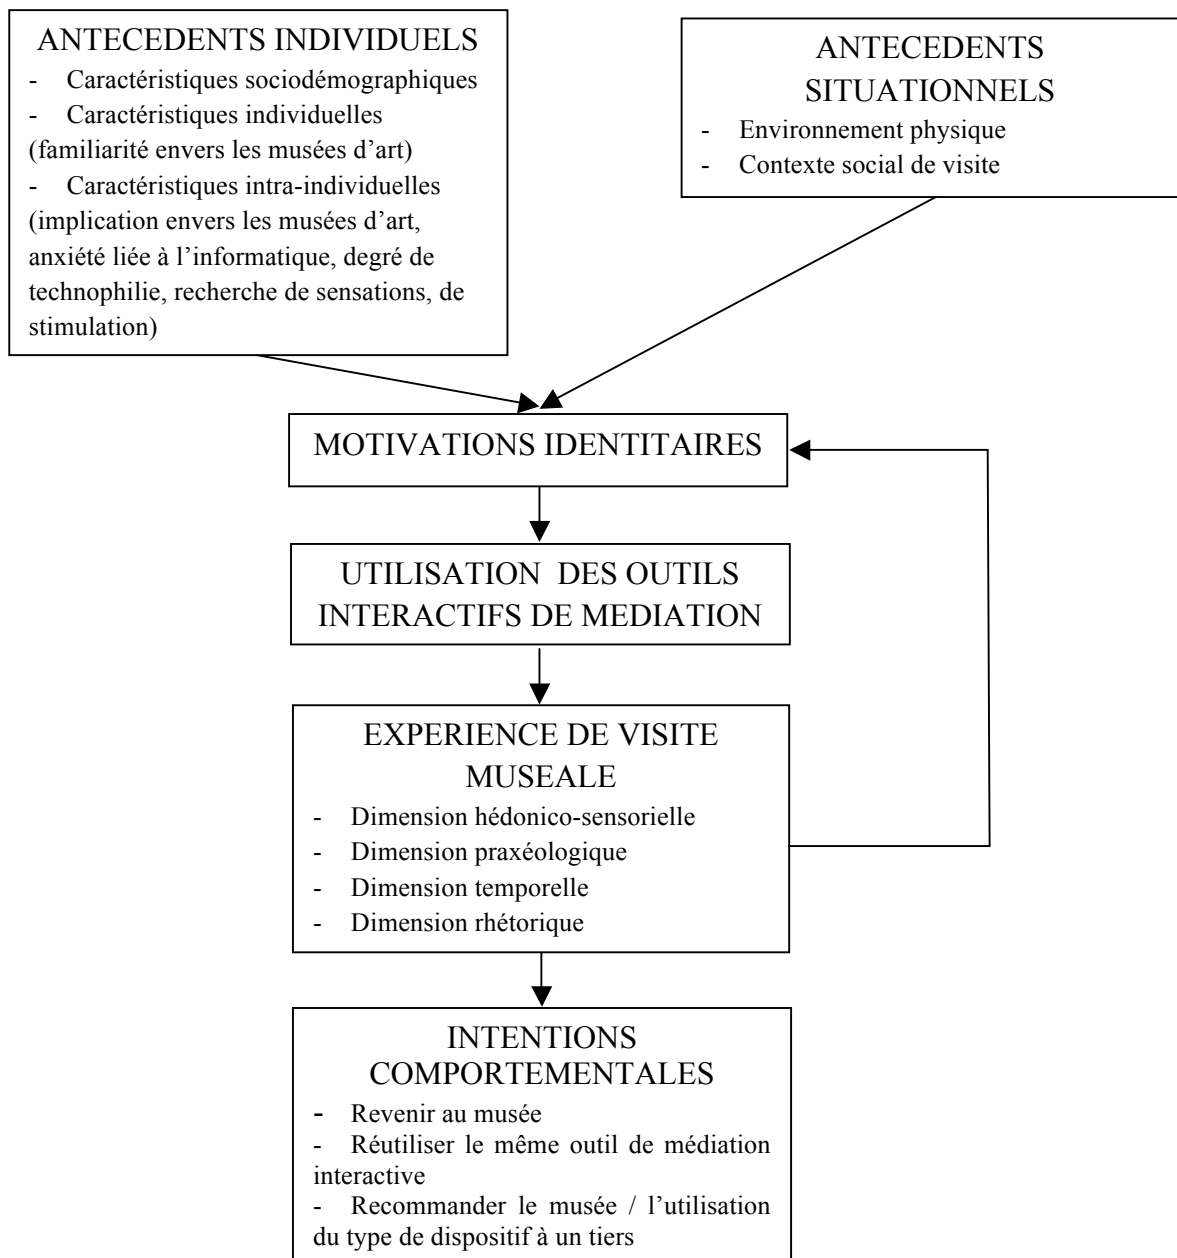 ANTECEDENTS INDIVIDUELS
- Caractéristiques sociodémographiques
- Caractéristiques individuelles
(familiarité envers les musées d’art)
- Caractéristiques intra-individuelles
(implication envers les musées d’art,
anxiété liée à l’informatique, degré de
technophilie, recherche de sensations, de
stimulation)
ANTECEDENTS
SITUATIONNELS
- Environnement physique
- Contexte social de visite
MOTIVATIONS IDENTITAIRES
UTILISATION DES OUTILS
INTERACTIFS DE MEDIATION
EXPERIENCE DE VISITE
MUSEALE
- Dimension hédonico-sensorielle
- Dimension praxéologique
- Dimension temporelle
- Dimension rhétorique
INTENTIONS
COMPORTEMENTALES
- Revenir au musée
- Réutiliser le même outil de médiation
interactive
- Recommander le musée / l’utilisation
du type de dispositif à un tiers